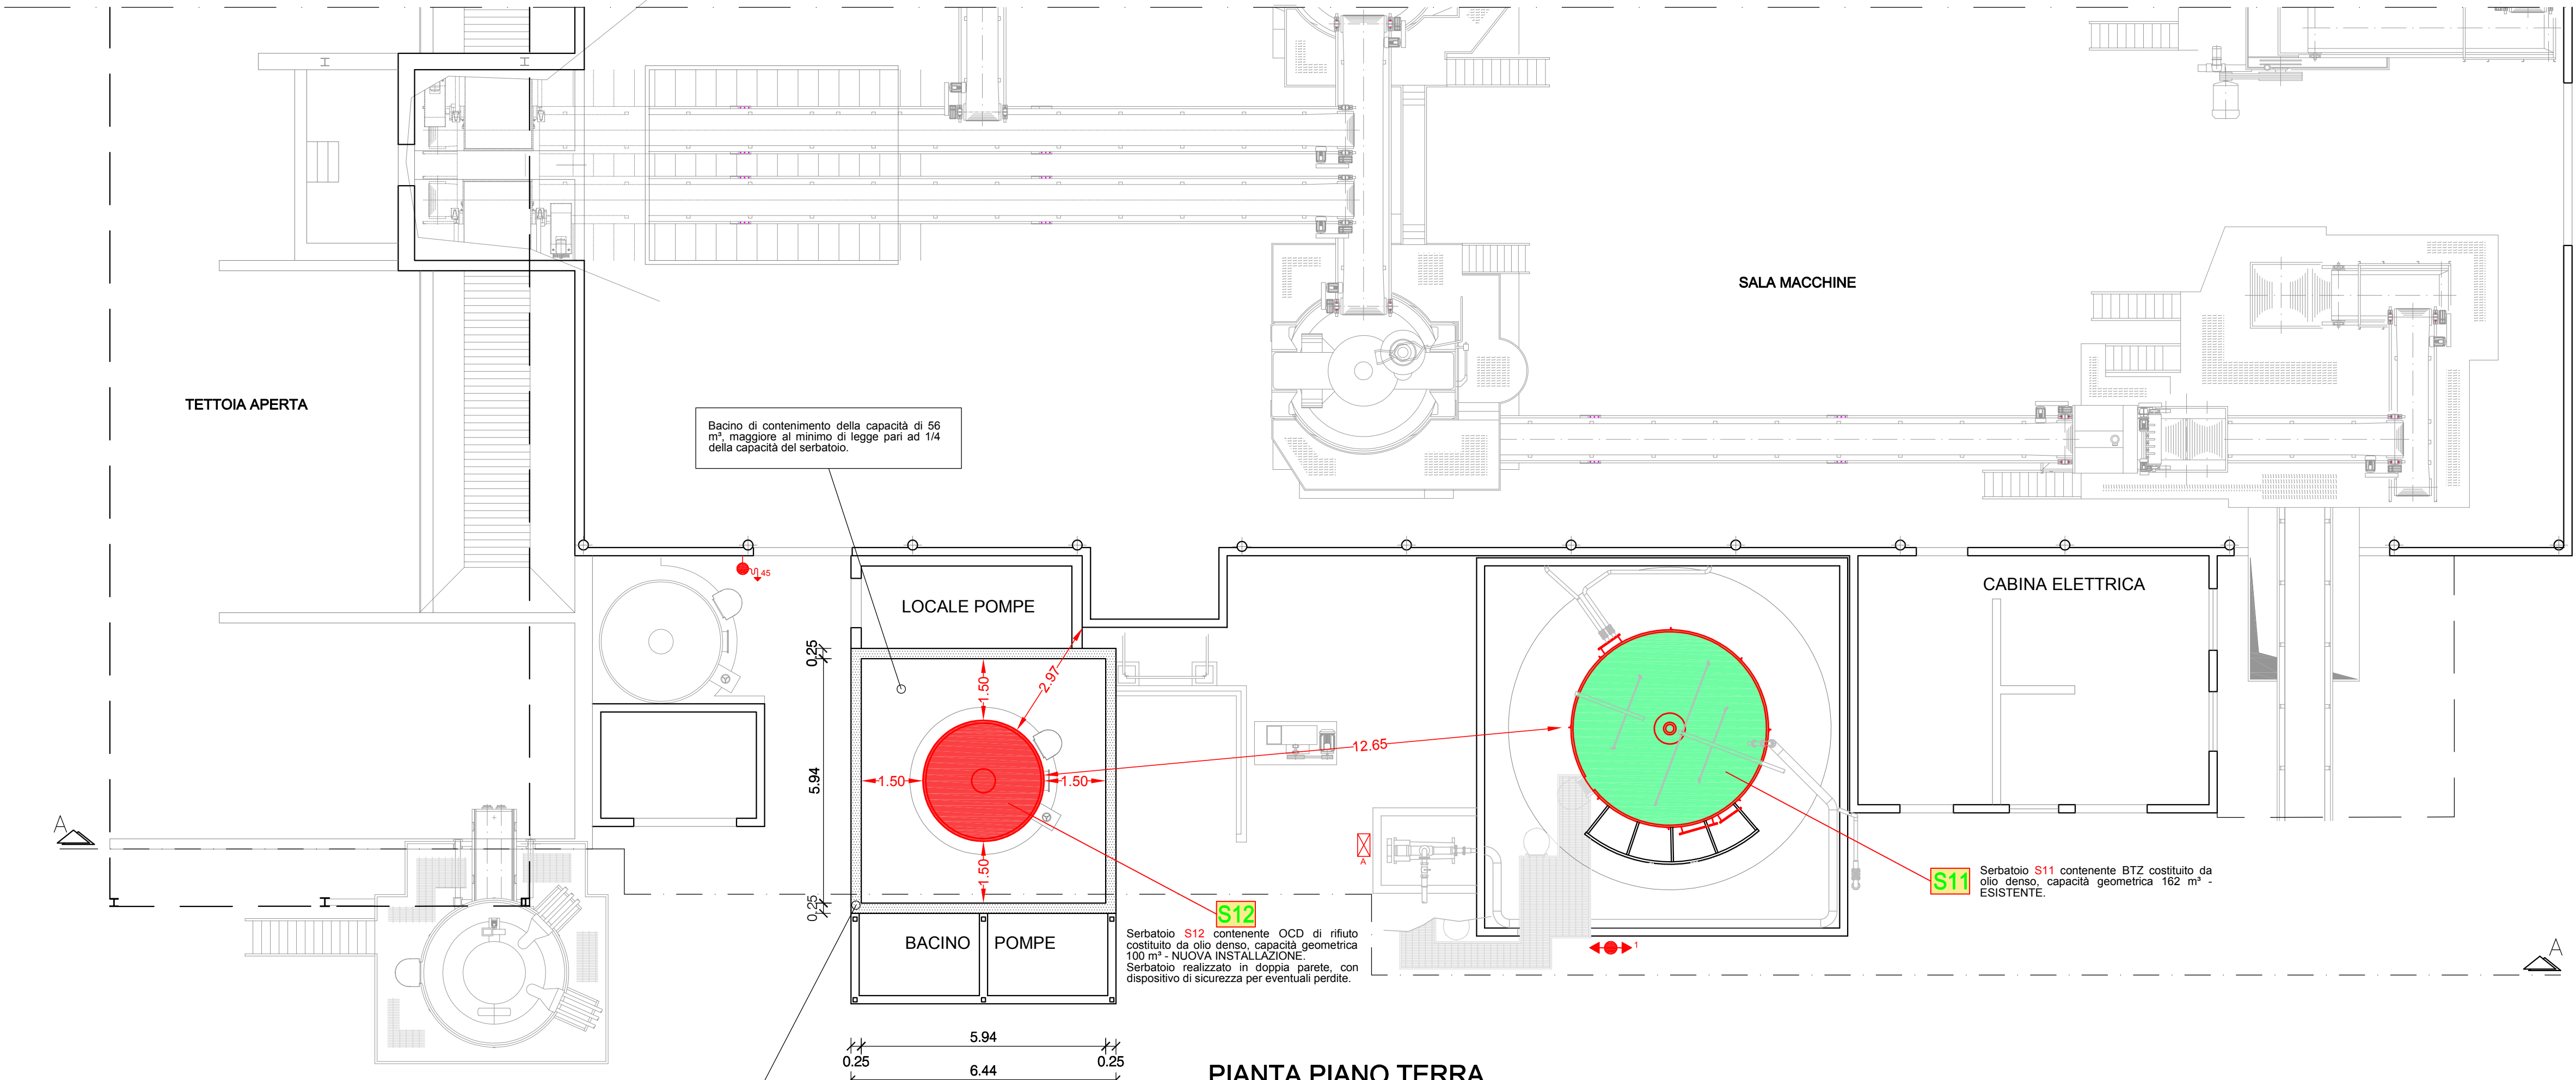 SALA MACCHINE
TETTOIA APERTA
Bacino di contenimento della capacità di 56
m³, maggiore al minimo di legge pari ad 1/4
della capacità del serbatoio.
45
LOCALE POMPE
CABINA ELETTRICA
0.25
5.94
0.25
1.50
2.97
1.50
1.50
1.50
12.65
A
A
S11
Serbatoio S11 contenente BTZ costituito da
olio denso, capacità geometrica 162 m³ -
ESISTENTE.
S12
Serbatoio S12 contenente OCD di rifiuto
costituito da olio denso, capacità geometrica
100 m³ - NUOVA INSTALLAZIONE.
Serbatoio realizzato in doppia parete, con
dispositivo di sicurezza per eventuali perdite.
BACINO POMPE
1
A
5.94
0.25
0.25
6.44
PIANTA PIANO TERRA